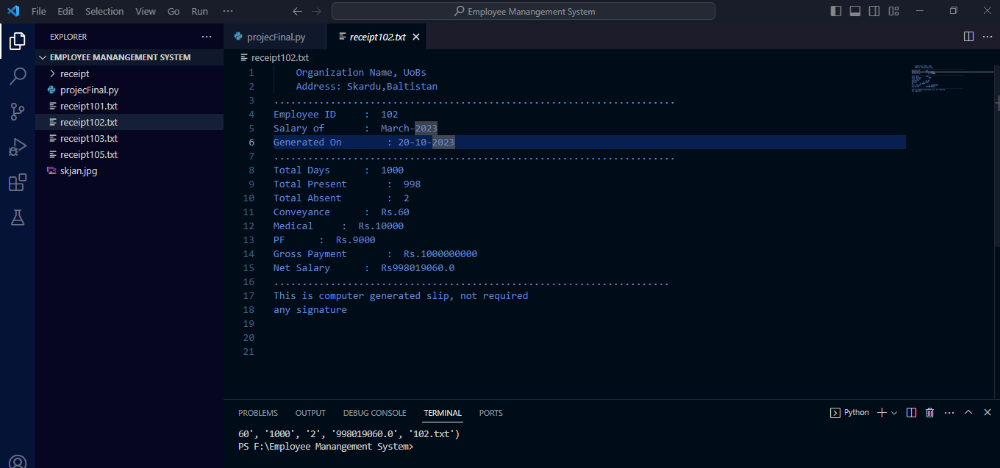 File Edit Selection View Go Run ··· Employee Manangement System
EXPLORER ···
projecFinal.py receipt102.txt
EMPLOYEE MANANGEMENT SYSTEM
receipt
projecFinal.py
receipt101.txt
receipt102.txt
receipt103.txt
receipt105.txt
skjan.jpg
receipt102.txt
1 Organization Name, UoBs
2 Address: Skardu,Baltistan
3 .......................................................................
4 Employee ID : 102
5 Salary of : March-2023
6 Generated On : 20-10-2023
7 .......................................................................
8 Total Days : 1000
9 Total Present : 998
10 Total Absent : 2
11 Conveyance : Rs.60
12 Medical : Rs.10000
13 PF : Rs.9000
14 Gross Payment : Rs.1000000000
15 Net Salary : Rs998019060.0
16 ......................................................................
17 This is computer generated slip, not required
18 any signature
19
20
21
PROBLEMS OUTPUT DEBUG CONSOLE TERMINAL PORTS Python
60', '1000', '2', '998019060.0', '102.txt')
PS F:\Employee Manangement System>